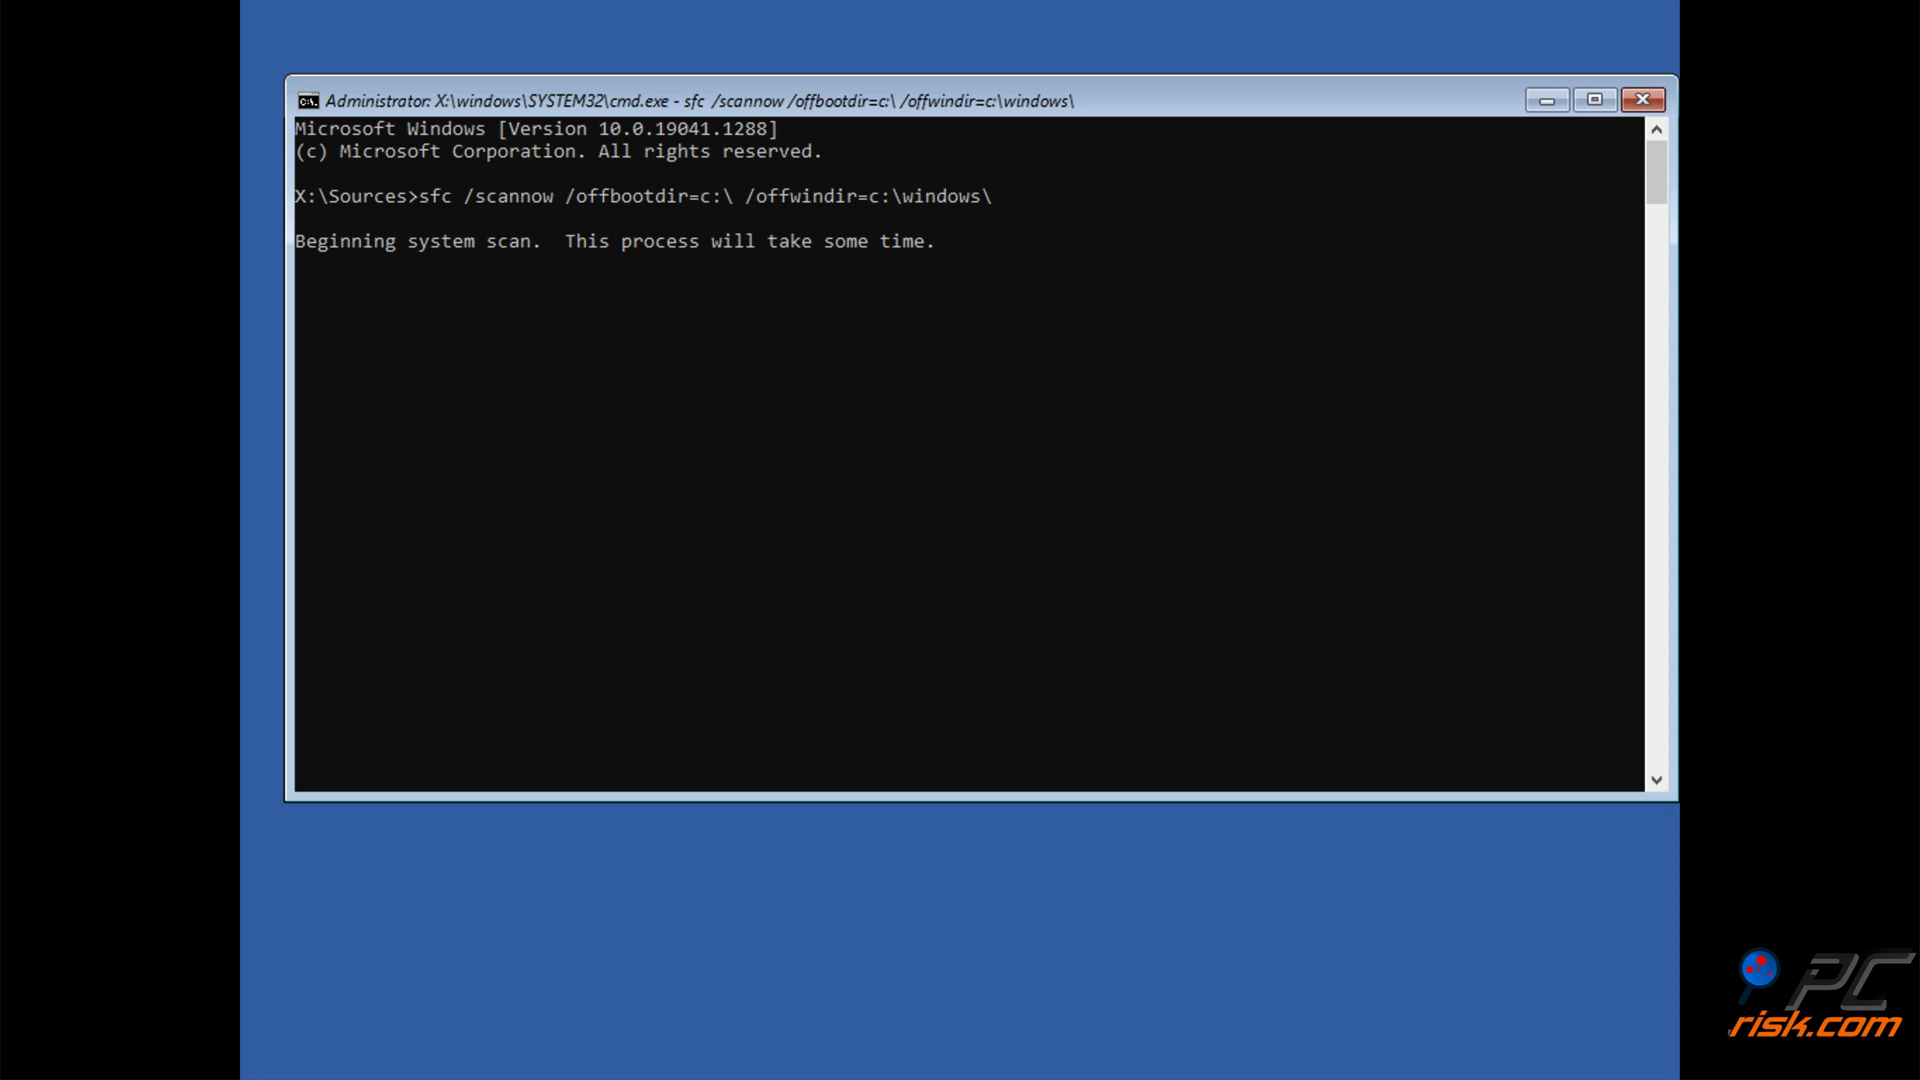 Administrator: X:\windows\SYSTEM32\cmd.exe - sfc  /scannow /offbootdir=c:\ /offwindir=c:\windows\
Microsoft Windows [Version 10.0.19041.1288]
(c) Microsoft Corporation. All rights reserved.
X:\Sources>sfc /scannow /offbootdir=c:\ /offwindir=c:\windows\
Beginning system scan.  This process will take some time.
PC
risk.com